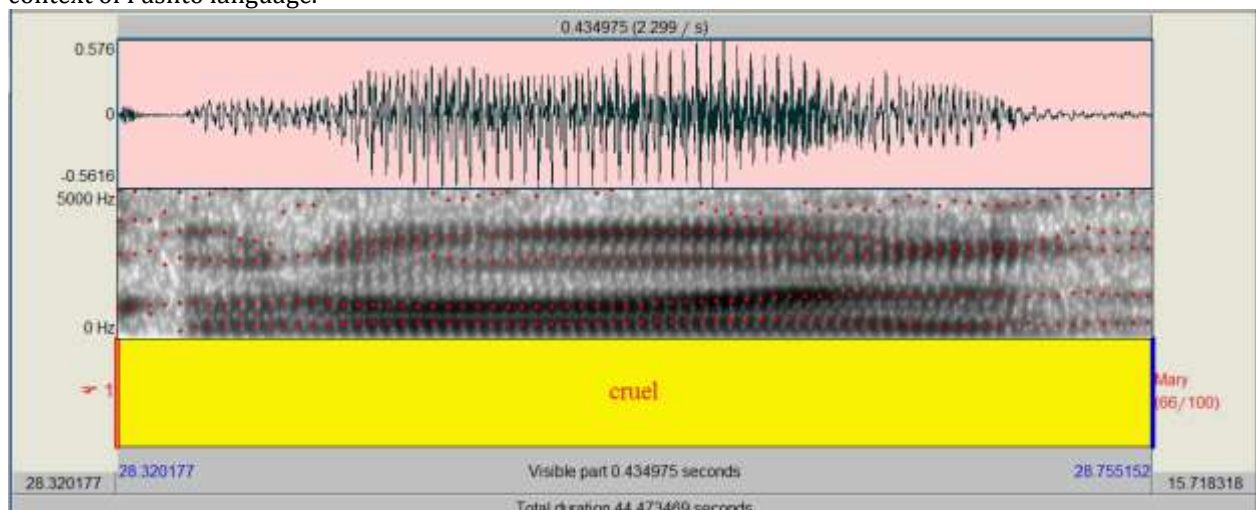 context of Pashto language.
0.434975 (2.299 / s)
0.576
0
-0.5616
5000 Hz
0 Hz
1
cruel
Mary
(66/100)
28.320177
28.320177
Visible part 0.434975 seconds
28.755152
15.718318
Total duration 44.473469 seconds